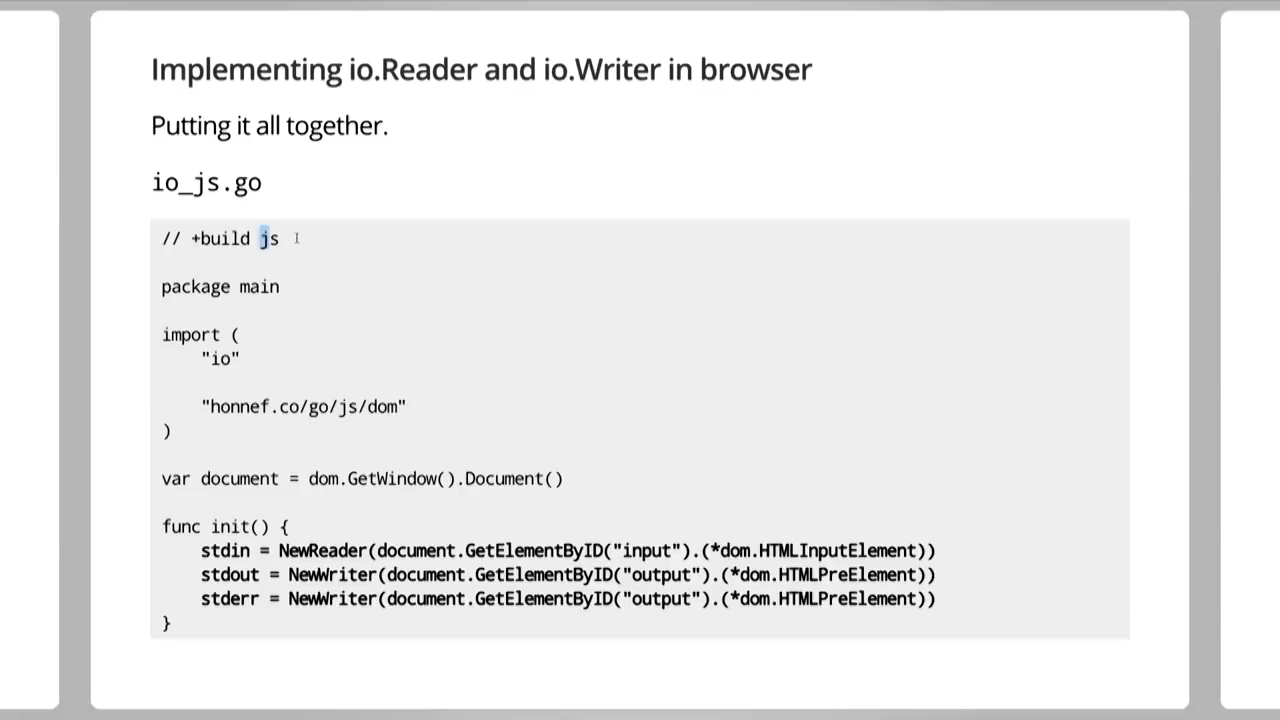 Implementing io.Reader and io.Writer in browser
Putting it all together.
io_js.go
// +build js
package main
import (
"io"
"honnef.co/go/js/dom"
)
var document = dom.GetWindow().Document()
func init() {
stdin = NewReader(document.GetElementByID("input").(*dom.HTMLInputElement))
stdout = NewWriter(document.GetElementByID("output").(*dom.HTMLPreElement))
stderr = NewWriter(document.GetElementByID("output").(*dom.HTMLPreElement))
}